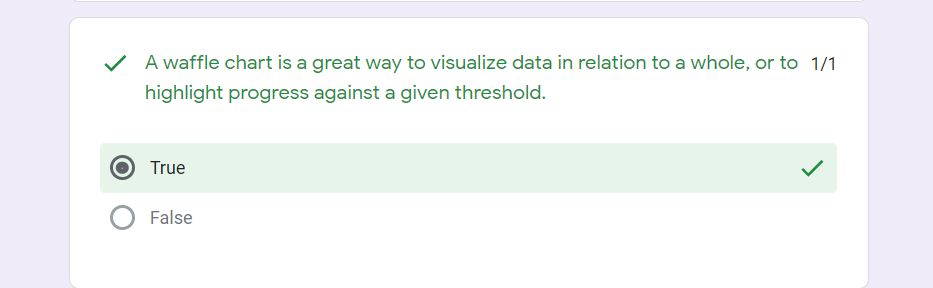 A waffle chart is a great way to visualize data in relation to a whole, or to 1/1
highlight progress against a given threshold.
True
False